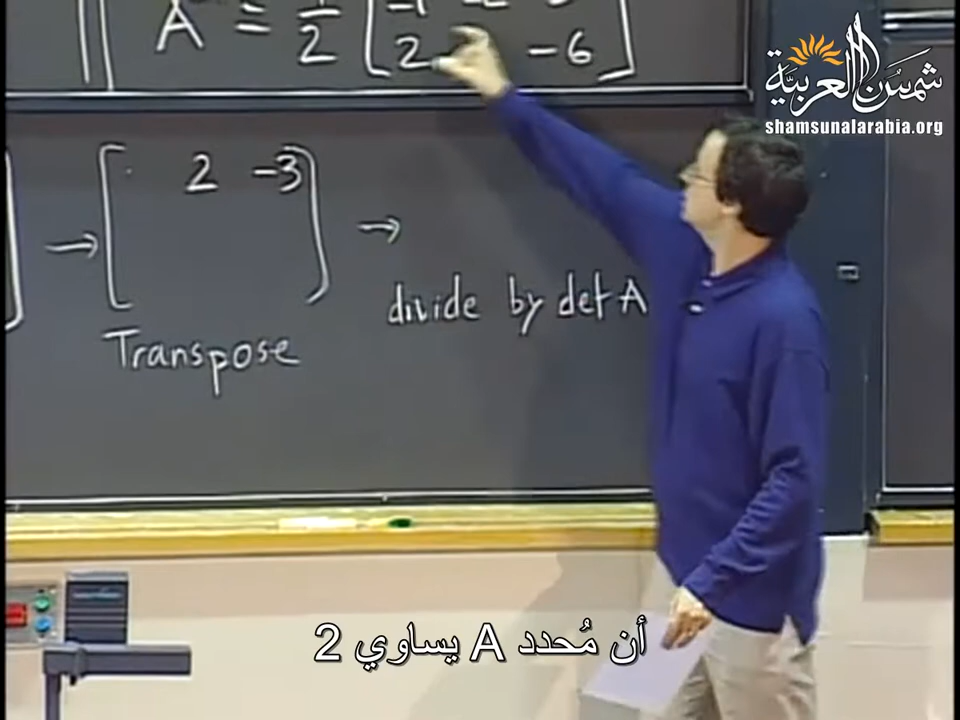 A = 1/2
2 -6
شمس العربية
shamsunalarabia.org
2 -3
→ →
divide by det A
Transpose
أن مُحدد A يساوي 2